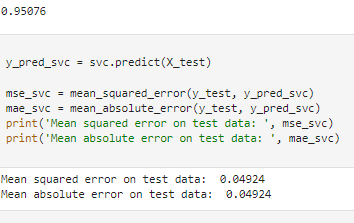 0.95076
y_pred_svc = svc.predict(X_test)
mse_svc = mean_squared_error(y_test, y_pred_svc)
mae_svc = mean_absolute_error(y_test, y_pred_svc)
print('Mean squared error on test data: ', mse_svc)
print('Mean absolute error on test data: ', mae_svc)
Mean squared error on test data:  0.04924
Mean absolute error on test data:  0.04924